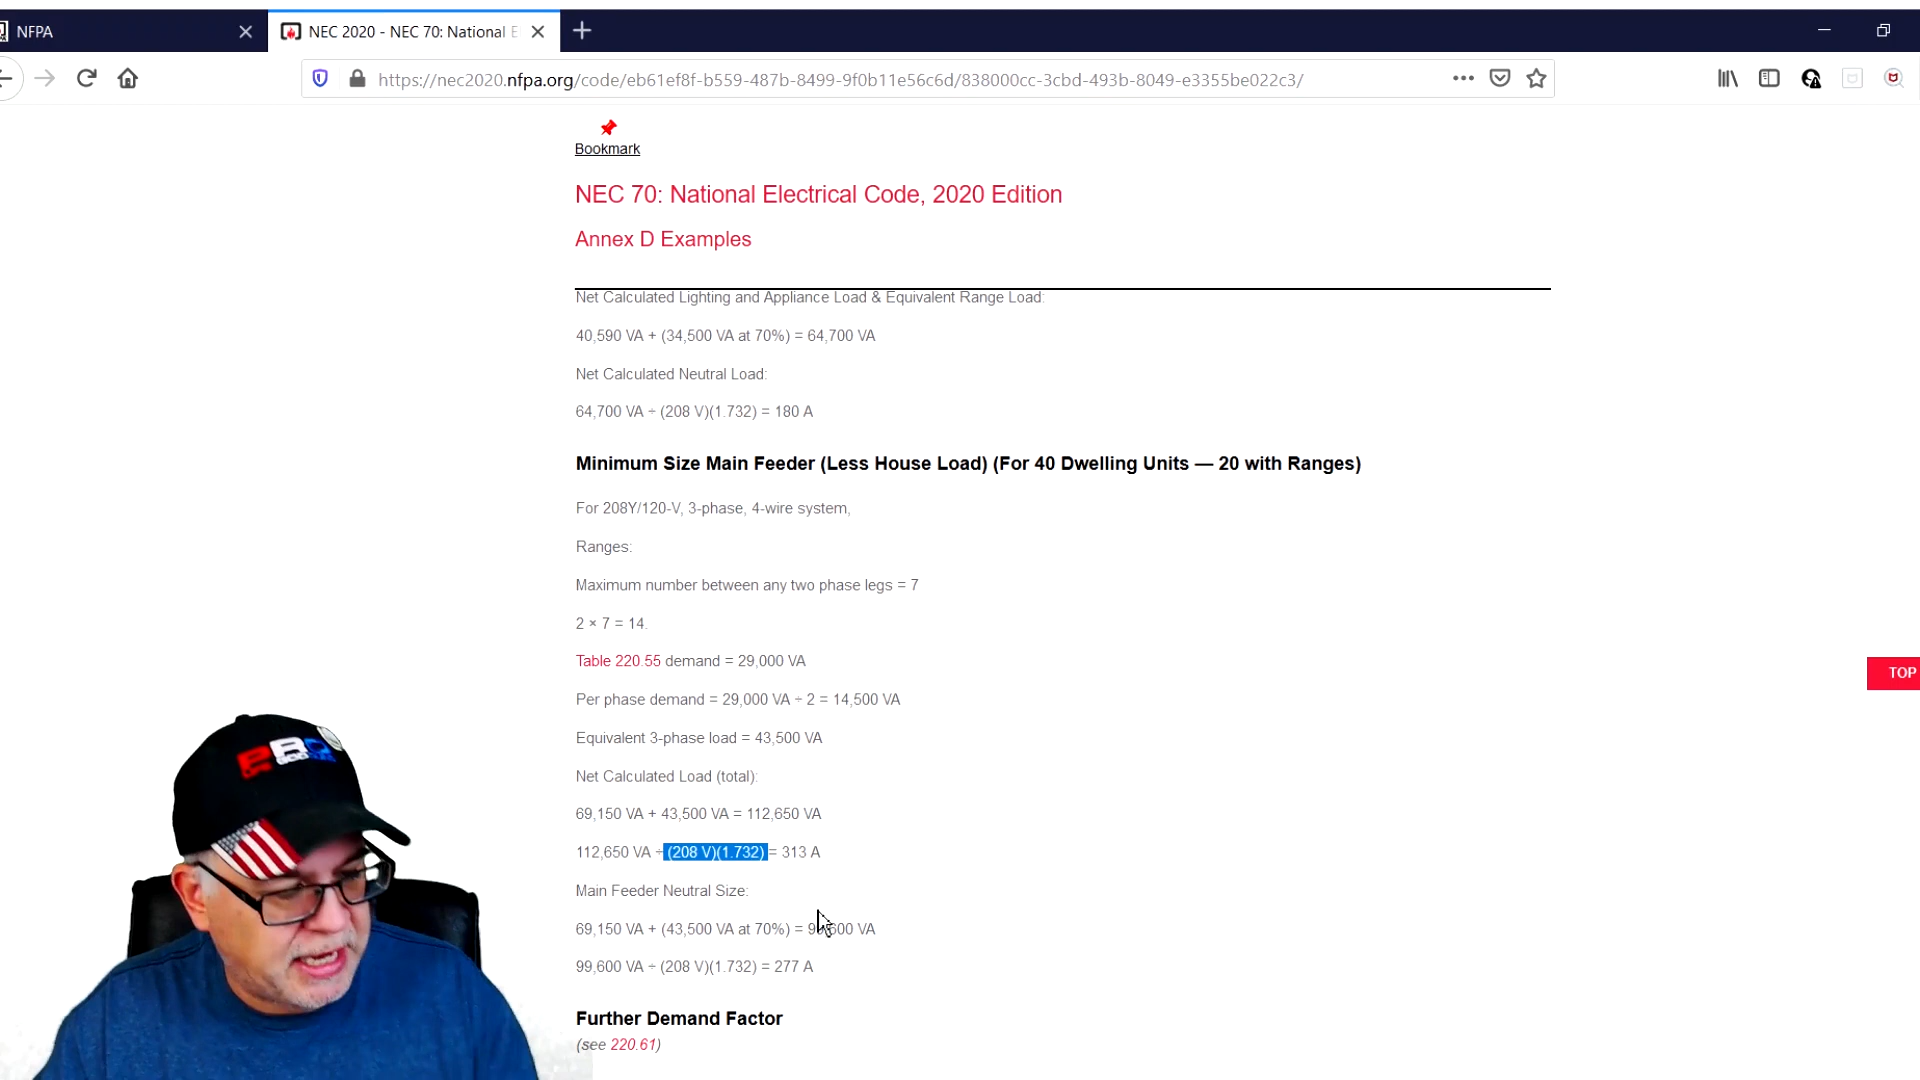 NFPA
NEC 2020 - NEC 70: National E
https://nec2020.nfpa.org/code/eb61ef8f-b559-487b-8499-9f0b11e56c6d/838000cc-3cbd-493b-8049-e3355be022c3/
Bookmark
NEC 70: National Electrical Code, 2020 Edition
Annex D Examples
Net Calculated Lighting and Appliance Load & Equivalent Range Load:
40,590 VA + (34,500 VA at 70%) = 64,700 VA
Net Calculated Neutral Load:
64,700 VA ÷ (208 V)(1.732) = 180 A
Minimum Size Main Feeder (Less House Load) (For 40 Dwelling Units — 20 with Ranges)
For 208Y/120-V, 3-phase, 4-wire system,
Ranges:
Maximum number between any two phase legs = 7
2 × 7 = 14.
Table 220.55 demand = 29,000 VA
Per phase demand = 29,000 VA ÷ 2 = 14,500 VA
Equivalent 3-phase load = 43,500 VA
Net Calculated Load (total):
69,150 VA + 43,500 VA = 112,650 VA
112,650 VA ÷ (208 V)(1.732) = 313 A
Main Feeder Neutral Size:
69,150 VA + (43,500 VA at 70%) = 99,600 VA
99,600 VA ÷ (208 V)(1.732) = 277 A
Further Demand Factor
(see 220.61)
TOP